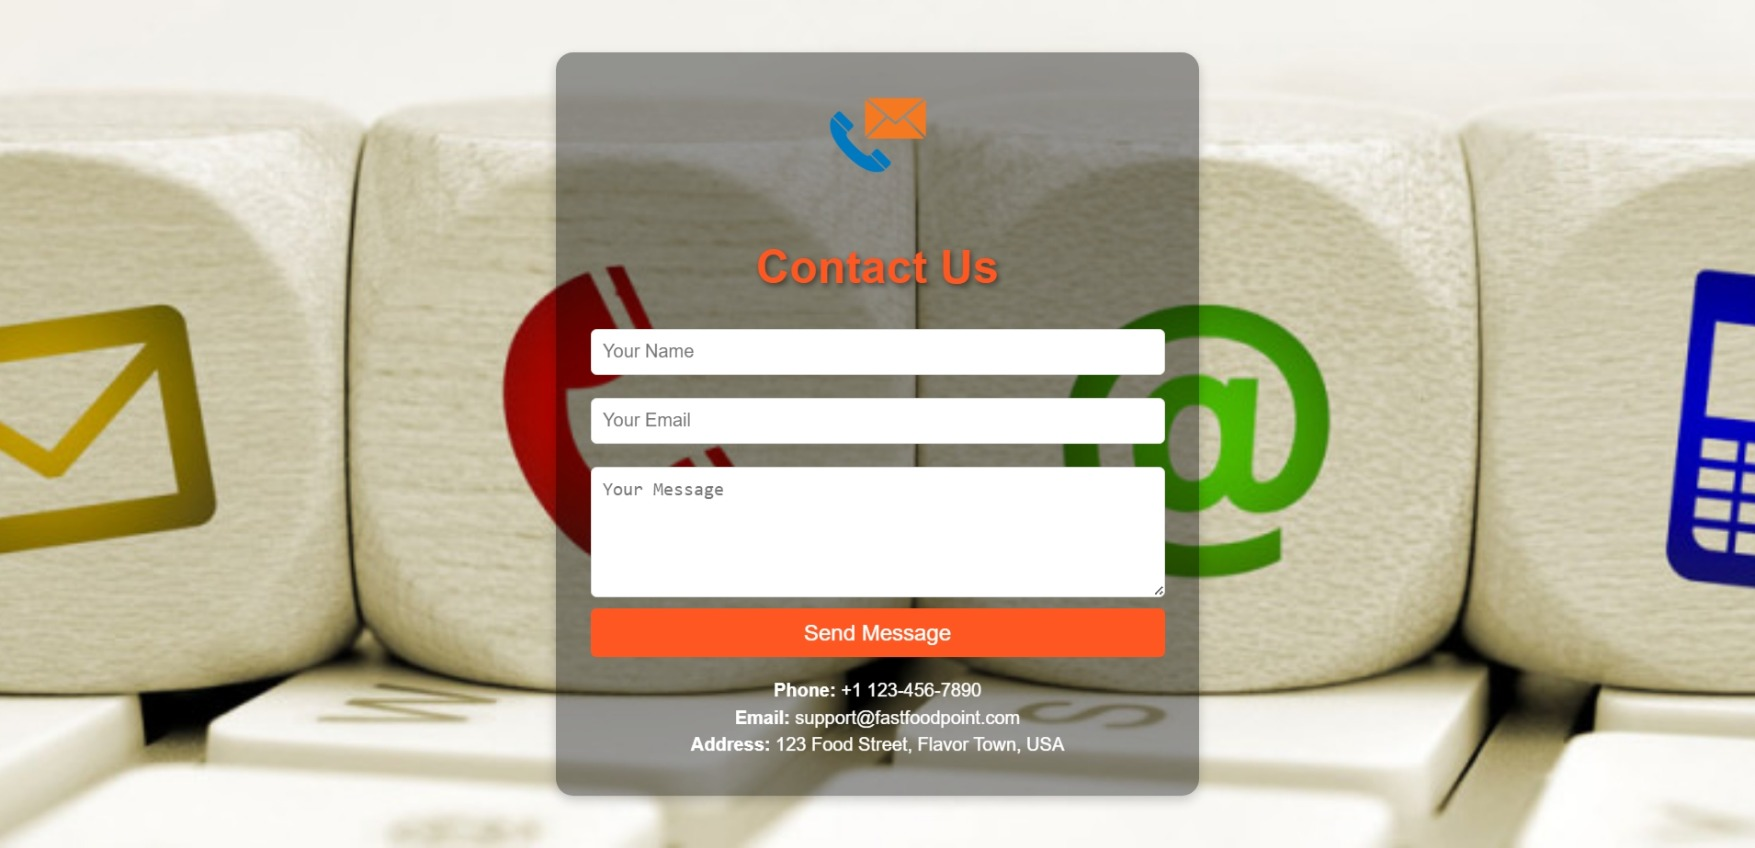 Contact Us
Your Name
Your Email
Your Message
Send Message
Phone: +1 123-456-7890
Email: support@fastfoodpoint.com
Address: 123 Food Street, Flavor Town, USA
@
W
S